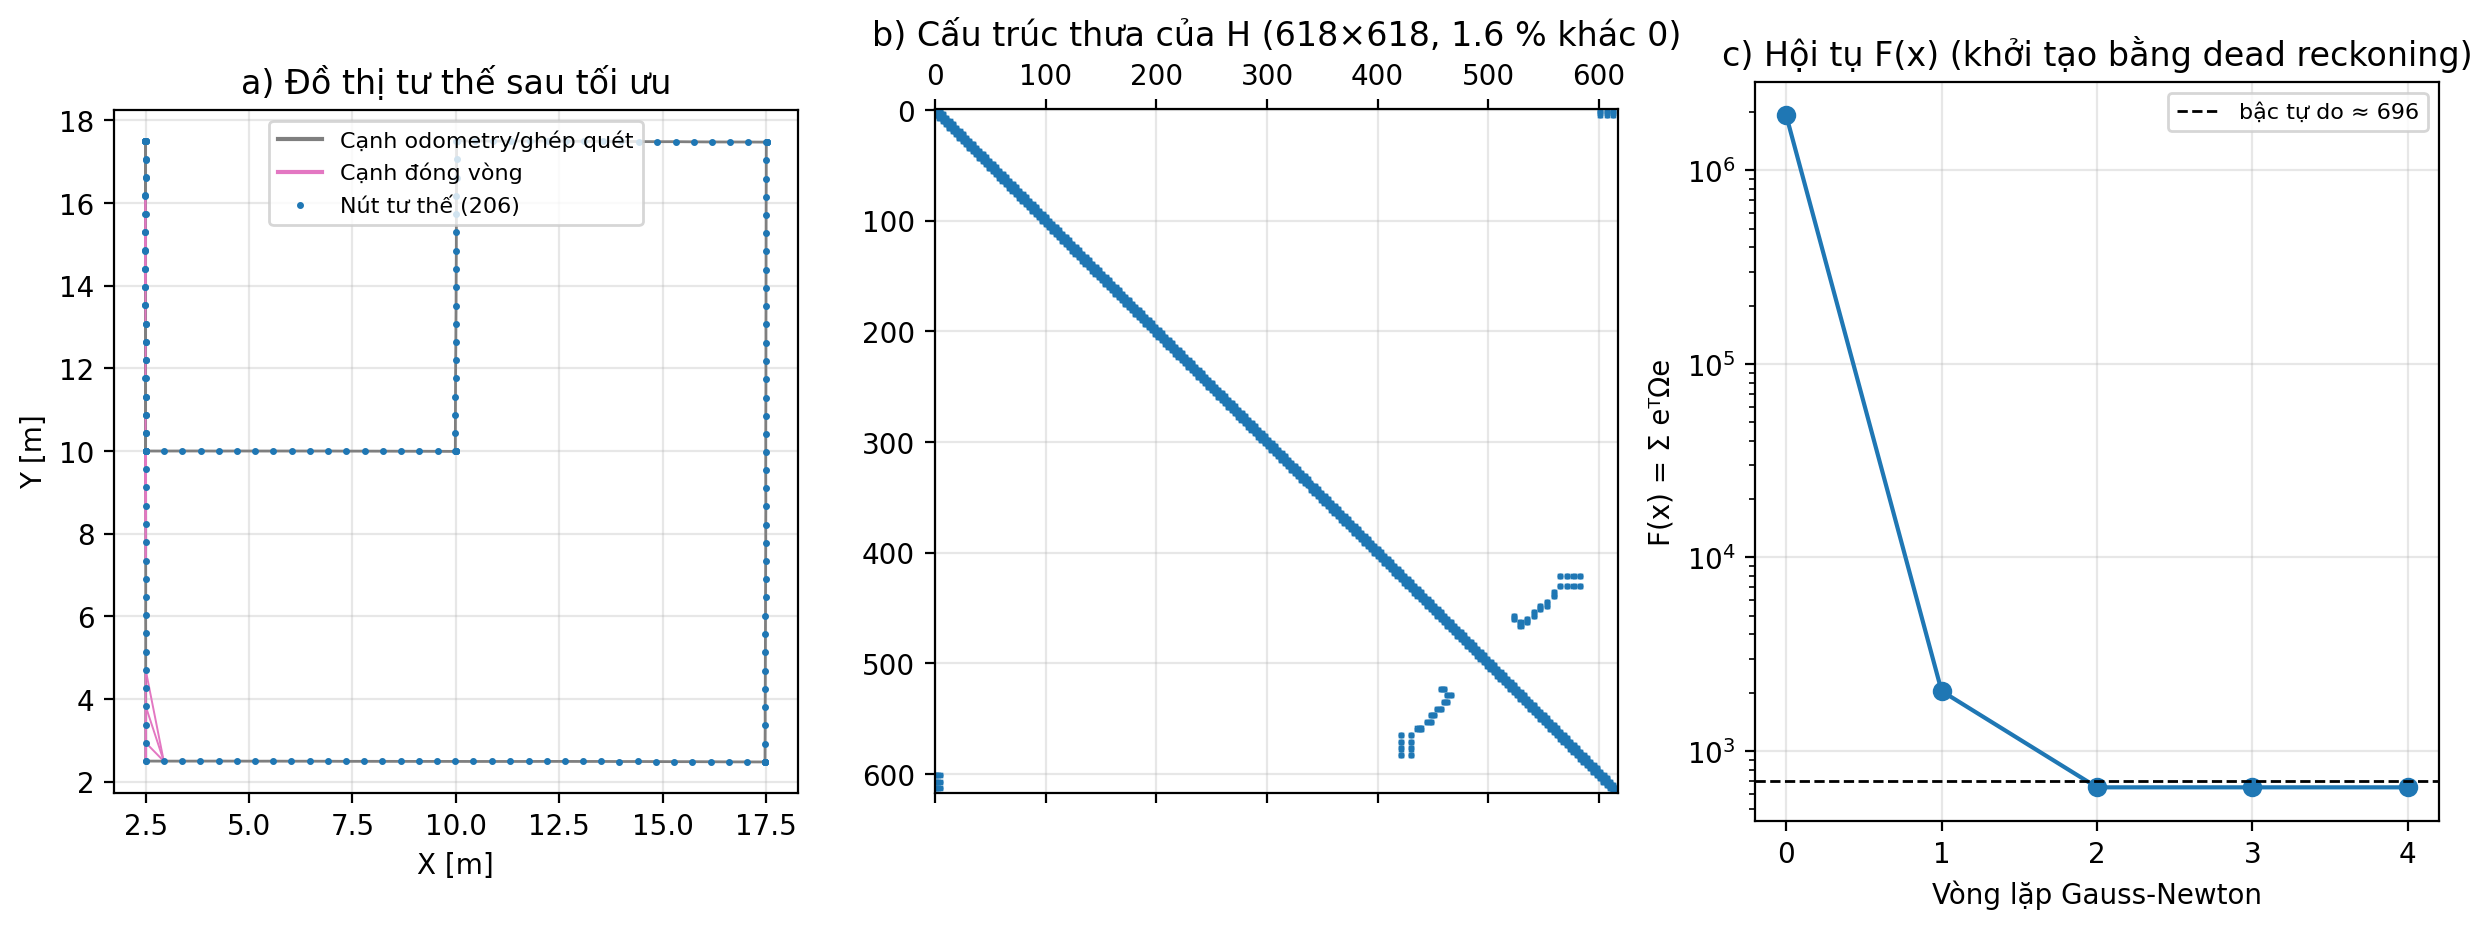 a) Đồ thị tư thế sau tối ưu
18
16
14
12
10
8
6
4
2
Y [m]
Cạnh odometry/ghép quét
Cạnh đóng vòng
Nút tư thế (206)
2.5 5.0 7.5 10.0 12.5 15.0 17.5
X [m]
b) Cấu trúc thưa của H (618×618, 1.6 % khác 0)
0 100 200 300 400 500 600
0
100
200
300
400
500
600
c) Hội tụ F(x) (khởi tạo bằng dead reckoning)
bậc tự do ≈ 696
10⁶
10⁵
10⁴
10³
F(x) = Σ eᵀΩe
0 1 2 3 4
Vòng lặp Gauss-Newton